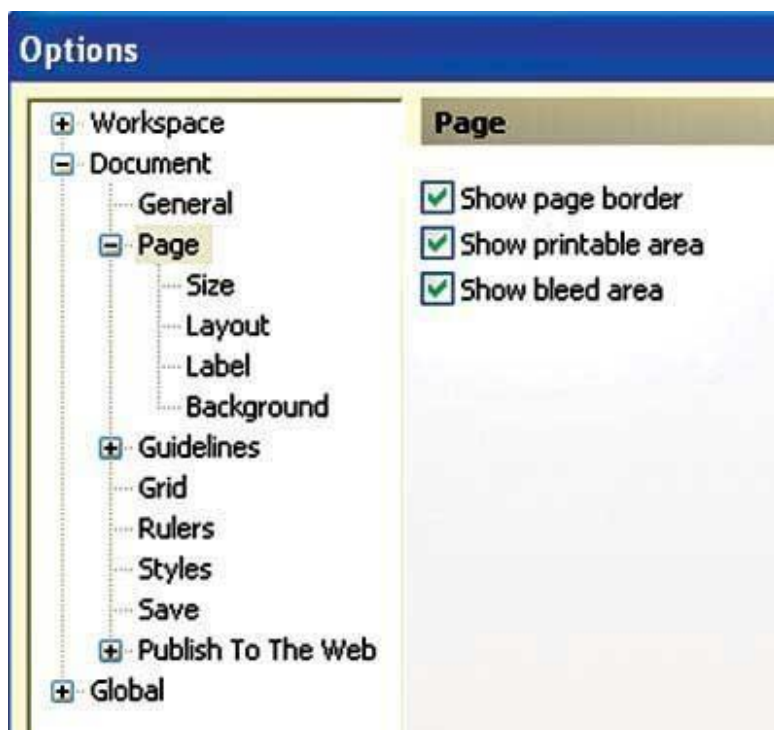 Options
Workspace
Document
General
Page
Size
Layout
Label
Background
Guidelines
Grid
Rulers
Styles
Save
Publish To The Web
Global
Page
Show page border
Show printable area
Show bleed area